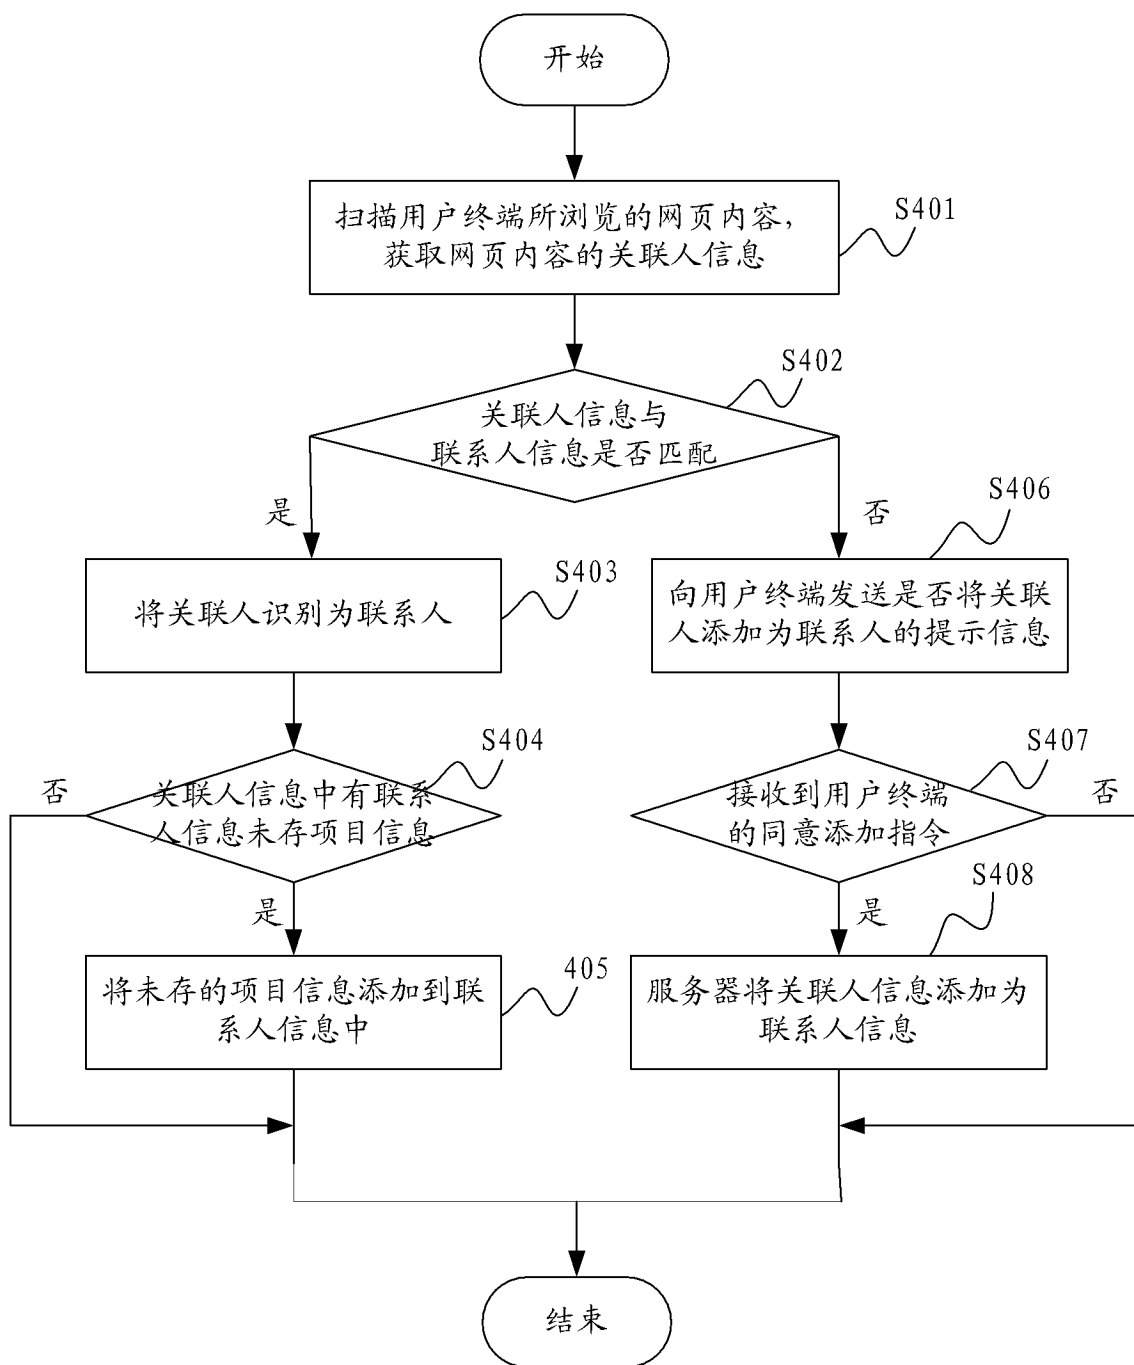 开始
扫描用户终端所浏览的网页内容,
获取网页内容的关联人信息
S401
S402
关联人信息与
联系人信息是否匹配
是
否
S403
将关联人识别为联系人
S406
向用户终端发送是否将关联
人添加为联系人的提示信息
S404
否
关联人信息中有联系
人信息未存项目信息
是
S407
接收到用户终端
的同意添加指令
否
是
405
将未存的项目信息添加到联
系人信息中
S408
服务器将关联人信息添加为
联系人信息
结束